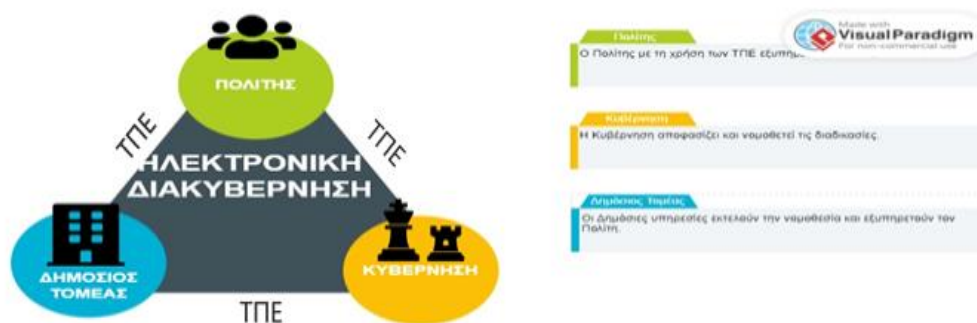 ΠΟΛΙΤΗΣ
ΤΠΕ
ΤΠΕ
ΗΛΕΚΤΡΟΝΙΚΗ
ΔΙΑΚΥΒΕΡΝΗΣΗ
ΔΗΜΟΣΙΟΣ
ΤΟΜΕΑΣ
ΚΥΒΕΡΝΗΣΗ
ΤΠΕ
Made with
Visual Paradigm
For non-commercial use
Πολίτης
Ο Πολίτης με τη χρήση των ΤΠΕ
Κυβέρνηση
Η Κυβέρνηση αποφασίζει και νομοθετεί τις διαδικασίες.
Δημόσιος Τομέας
Οι Δημόσιες υπηρεσίες εκτελούν την νομοθεσία και εξυπηρετούν τον
Πολίτη.